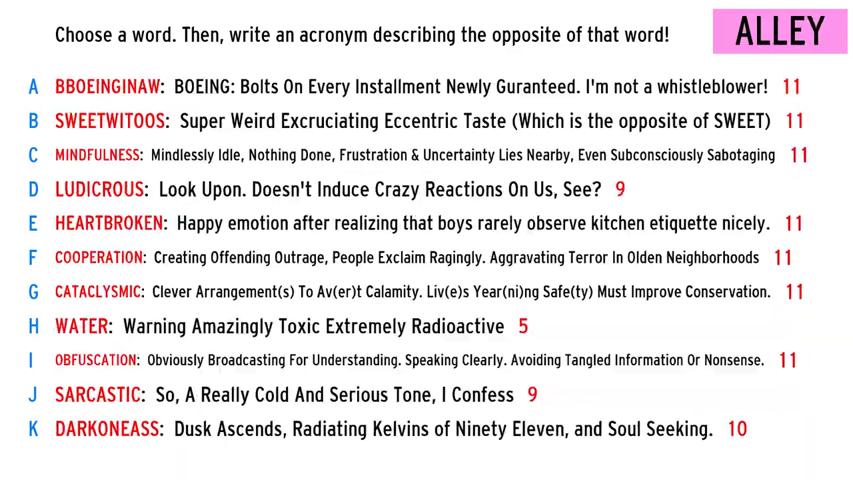 Choose a word. Then, write an acronym describing the opposite of that word!
ALLEY
A BBOEINGINAW: BOEING: Bolts On Every Installment Newly Guranteed. I'm not a whistleblower! 11
B SWEETWITOOS: Super Weird Excruciating Eccentric Taste (Which is the opposite of SWEET) 11
C MINDFULNESS: Mindlessly Idle, Nothing Done, Frustration & Uncertainty Lies Nearby, Even Subconsciously Sabotaging 11
D LUDICROUS: Look Upon. Doesn't Induce Crazy Reactions On Us, See? 9
E HEARTBROKEN: Happy emotion after realizing that boys rarely observe kitchen etiquette nicely. 11
F COOPERATION: Creating Offending Outrage, People Exclaim Ragingly. Aggravating Terror In Olden Neighborhoods 11
G CATACLYSMIC: Clever Arrangement(s) To Av(er)t Calamity. Liv(e)s Year(ni)ng Safe(ty) Must Improve Conservation. 11
H WATER: Warning Amazingly Toxic Extremely Radioactive 5
I OBFUSCATION: Obviously Broadcasting For Understanding. Speaking Clearly. Avoiding Tangled Information Or Nonsense. 11
J SARCASTIC: So, A Really Cold And Serious Tone, I Confess 9
K DARKONEASS: Dusk Ascends, Radiating Kelvins of Ninety Eleven, and Soul Seeking. 10